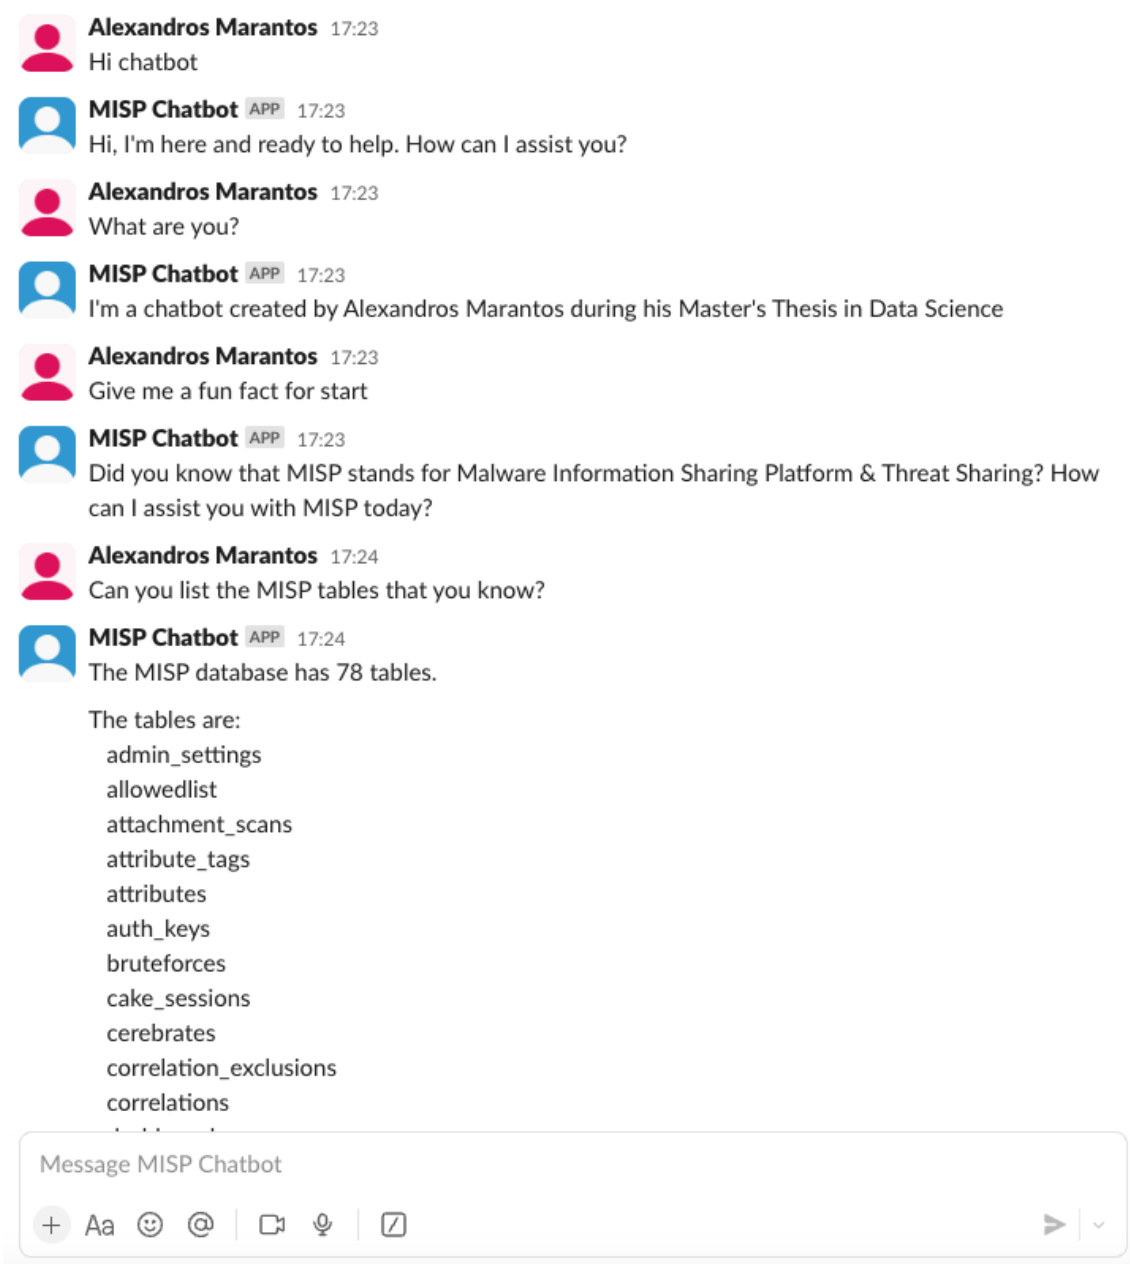 Alexandros Marantos 17:23
Hi chatbot
MISP Chatbot APP 17:23
Hi, I'm here and ready to help. How can I assist you?
Alexandros Marantos 17:23
What are you?
MISP Chatbot APP 17:23
I'm a chatbot created by Alexandros Marantos during his Master's Thesis in Data Science
Alexandros Marantos 17:23
Give me a fun fact for start
MISP Chatbot APP 17:23
Did you know that MISP stands for Malware Information Sharing Platform & Threat Sharing? How
can I assist you with MISP today?
Alexandros Marantos 17:24
Can you list the MISP tables that you know?
MISP Chatbot APP 17:24
The MISP database has 78 tables.
The tables are:
admin_settings
allowedlist
attachment_scans
attribute_tags
attributes
auth_keys
bruteforces
cake_sessions
cerebrates
correlation_exclusions
correlations
Message MISP Chatbot
Aa